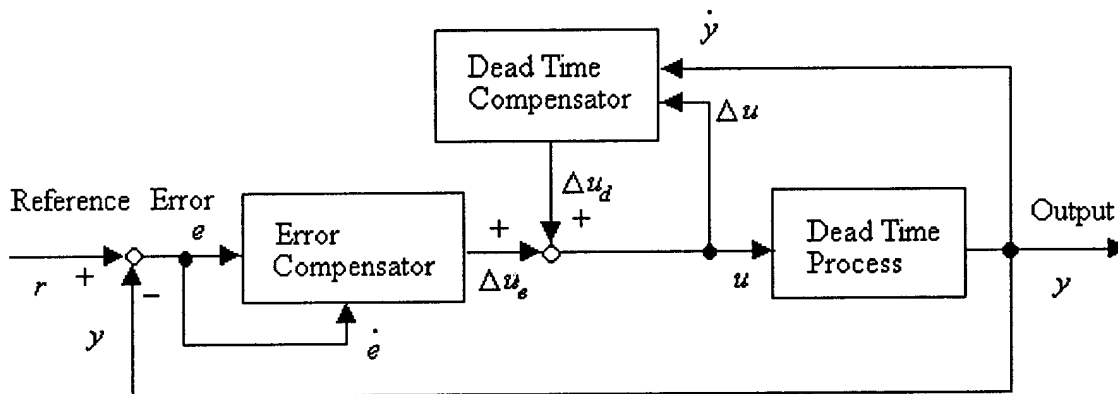 ẏ
Dead Time
Compensator
Δu
Δu_d
+
Reference Error
e
Error
Compensator
+
Δu_e
Dead Time
Process
Output
r
+
−
y
ė
u
y